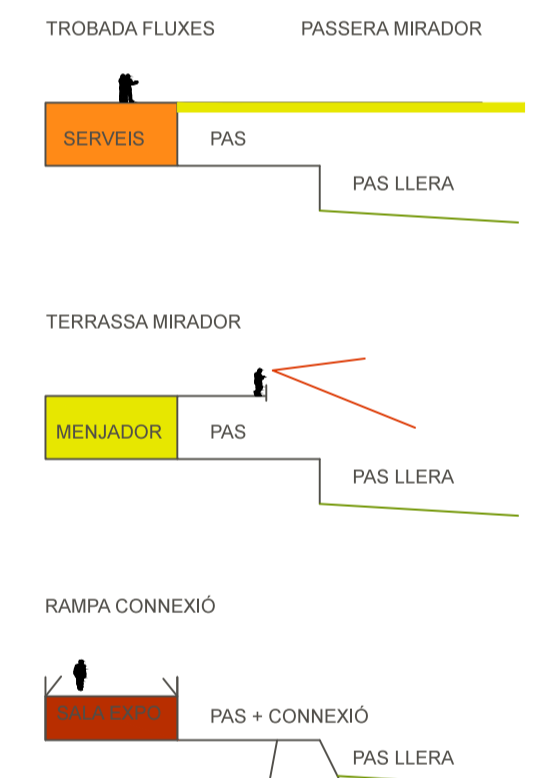 TROBADA FLUXES PASSERA MIRADOR
SERVEIS PAS
PAS LLERA
TERRASSA MIRADOR
MENJADOR PAS
PAS LLERA
RAMPA CONNEXIÓ
SALA EXPO PAS + CONNEXIÓ
PAS LLERA